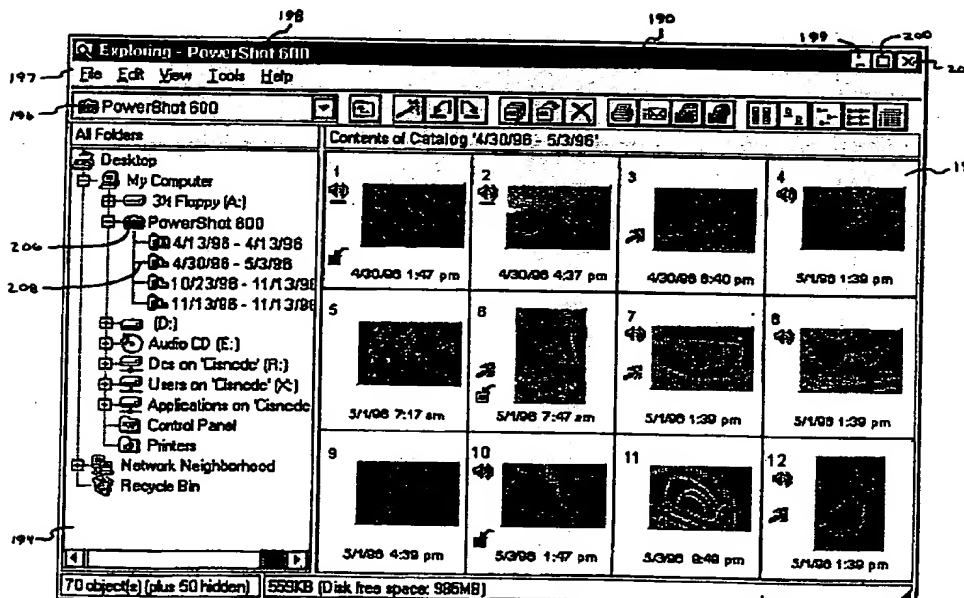 198 190 199 200
Exploring - PowerShot 600
197
File Edit View Tools Help
196
PowerShot 600
All Folders
Contents of Catalog '4/30/96 - 5/3/96'
Desktop
My Computer
3½ Floppy (A:)
206
PowerShot 600
4/13/96 - 4/13/96
208
4/30/96 - 5/3/96
10/23/96 - 11/13/96
11/13/96 - 11/13/96
(D:)
Audio CD (E:)
Dcs on 'Cisncdc' (R:)
Users on 'Cisncdc' (X:)
Applications on 'Cisncdc
Control Panel
Printers
Network Neighborhood
Recycle Bin
194
1 2 3 4
4/30/96 1:47 pm 4/30/96 4:37 pm 4/30/96 6:40 pm 5/1/96 1:39 pm
5 6 7 8
5/1/96 7:17 am 5/1/96 7:47 am 5/1/96 1:39 pm 5/1/96 1:39 pm
9 10 11 12
5/1/96 4:39 pm 5/3/96 1:47 pm 5/3/96 9:49 pm 5/1/96 1:39 pm
70 object(s) (plus 50 hidden) 559KB (Disk free space: 986MB)